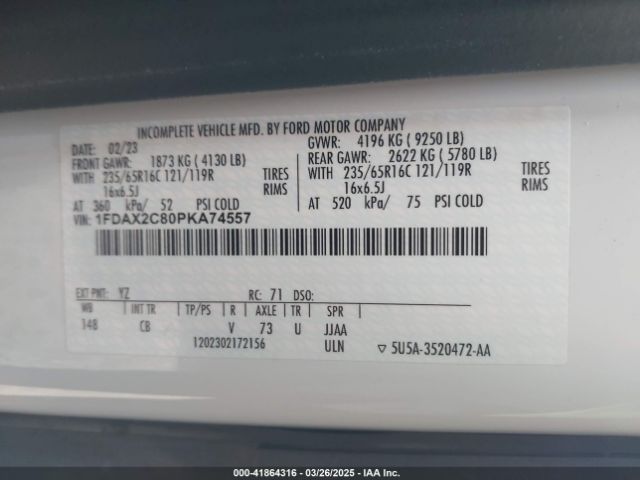 INCOMPLETE VEHICLE MFD. BY FORD MOTOR COMPANY
DATE: 02/23 GVWR: 4196 KG ( 9250 LB)
FRONT GAWR: 1873 KG ( 4130 LB) REAR GAWR: 2622 KG ( 5780 LB)
WITH 235/65R16C 121/119R TIRES WITH 235/65R16C 121/119R TIRES
16x6.5J RIMS 16x6.5J RIMS
AT 360 kPa/ 52 PSI COLD AT 520 kPa/ 75 PSI COLD
VIN: 1FDAX2C80PKA74557
EXT PNT: YZ RC: 71 DSO:
WB INT TR TP/PS R AXLE TR SPR
148 CB V 73 U JJAA
1202302172156 ULN ▽ 5U5A-3520472-AA
000-41864316 • 03/26/2025 • IAA Inc.